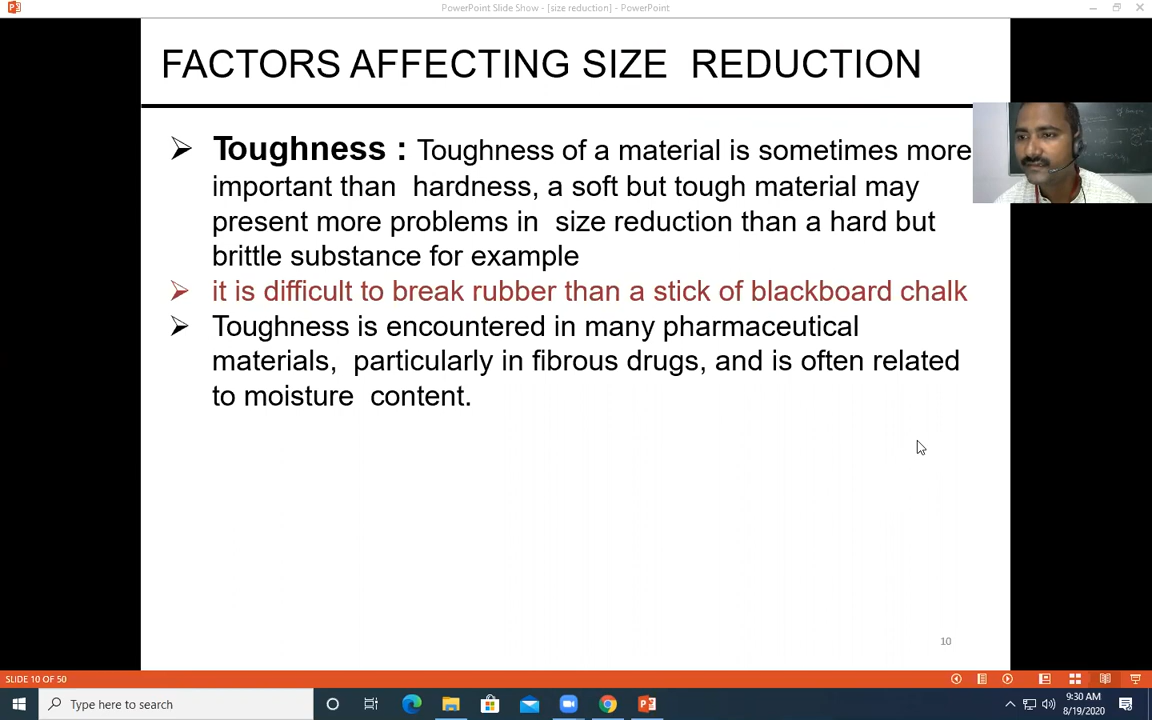 PowerPoint Slide Show - [size reduction] - PowerPoint
FACTORS AFFECTING SIZE REDUCTION
Toughness : Toughness of a material is sometimes more
important than hardness, a soft but tough material may
present more problems in size reduction than a hard but
brittle substance for example
it is difficult to break rubber than a stick of blackboard chalk
Toughness is encountered in many pharmaceutical
materials, particularly in fibrous drugs, and is often related
to moisture content.
10
SLIDE 10 OF 50
Type here to search
9:30 AM
8/19/2020